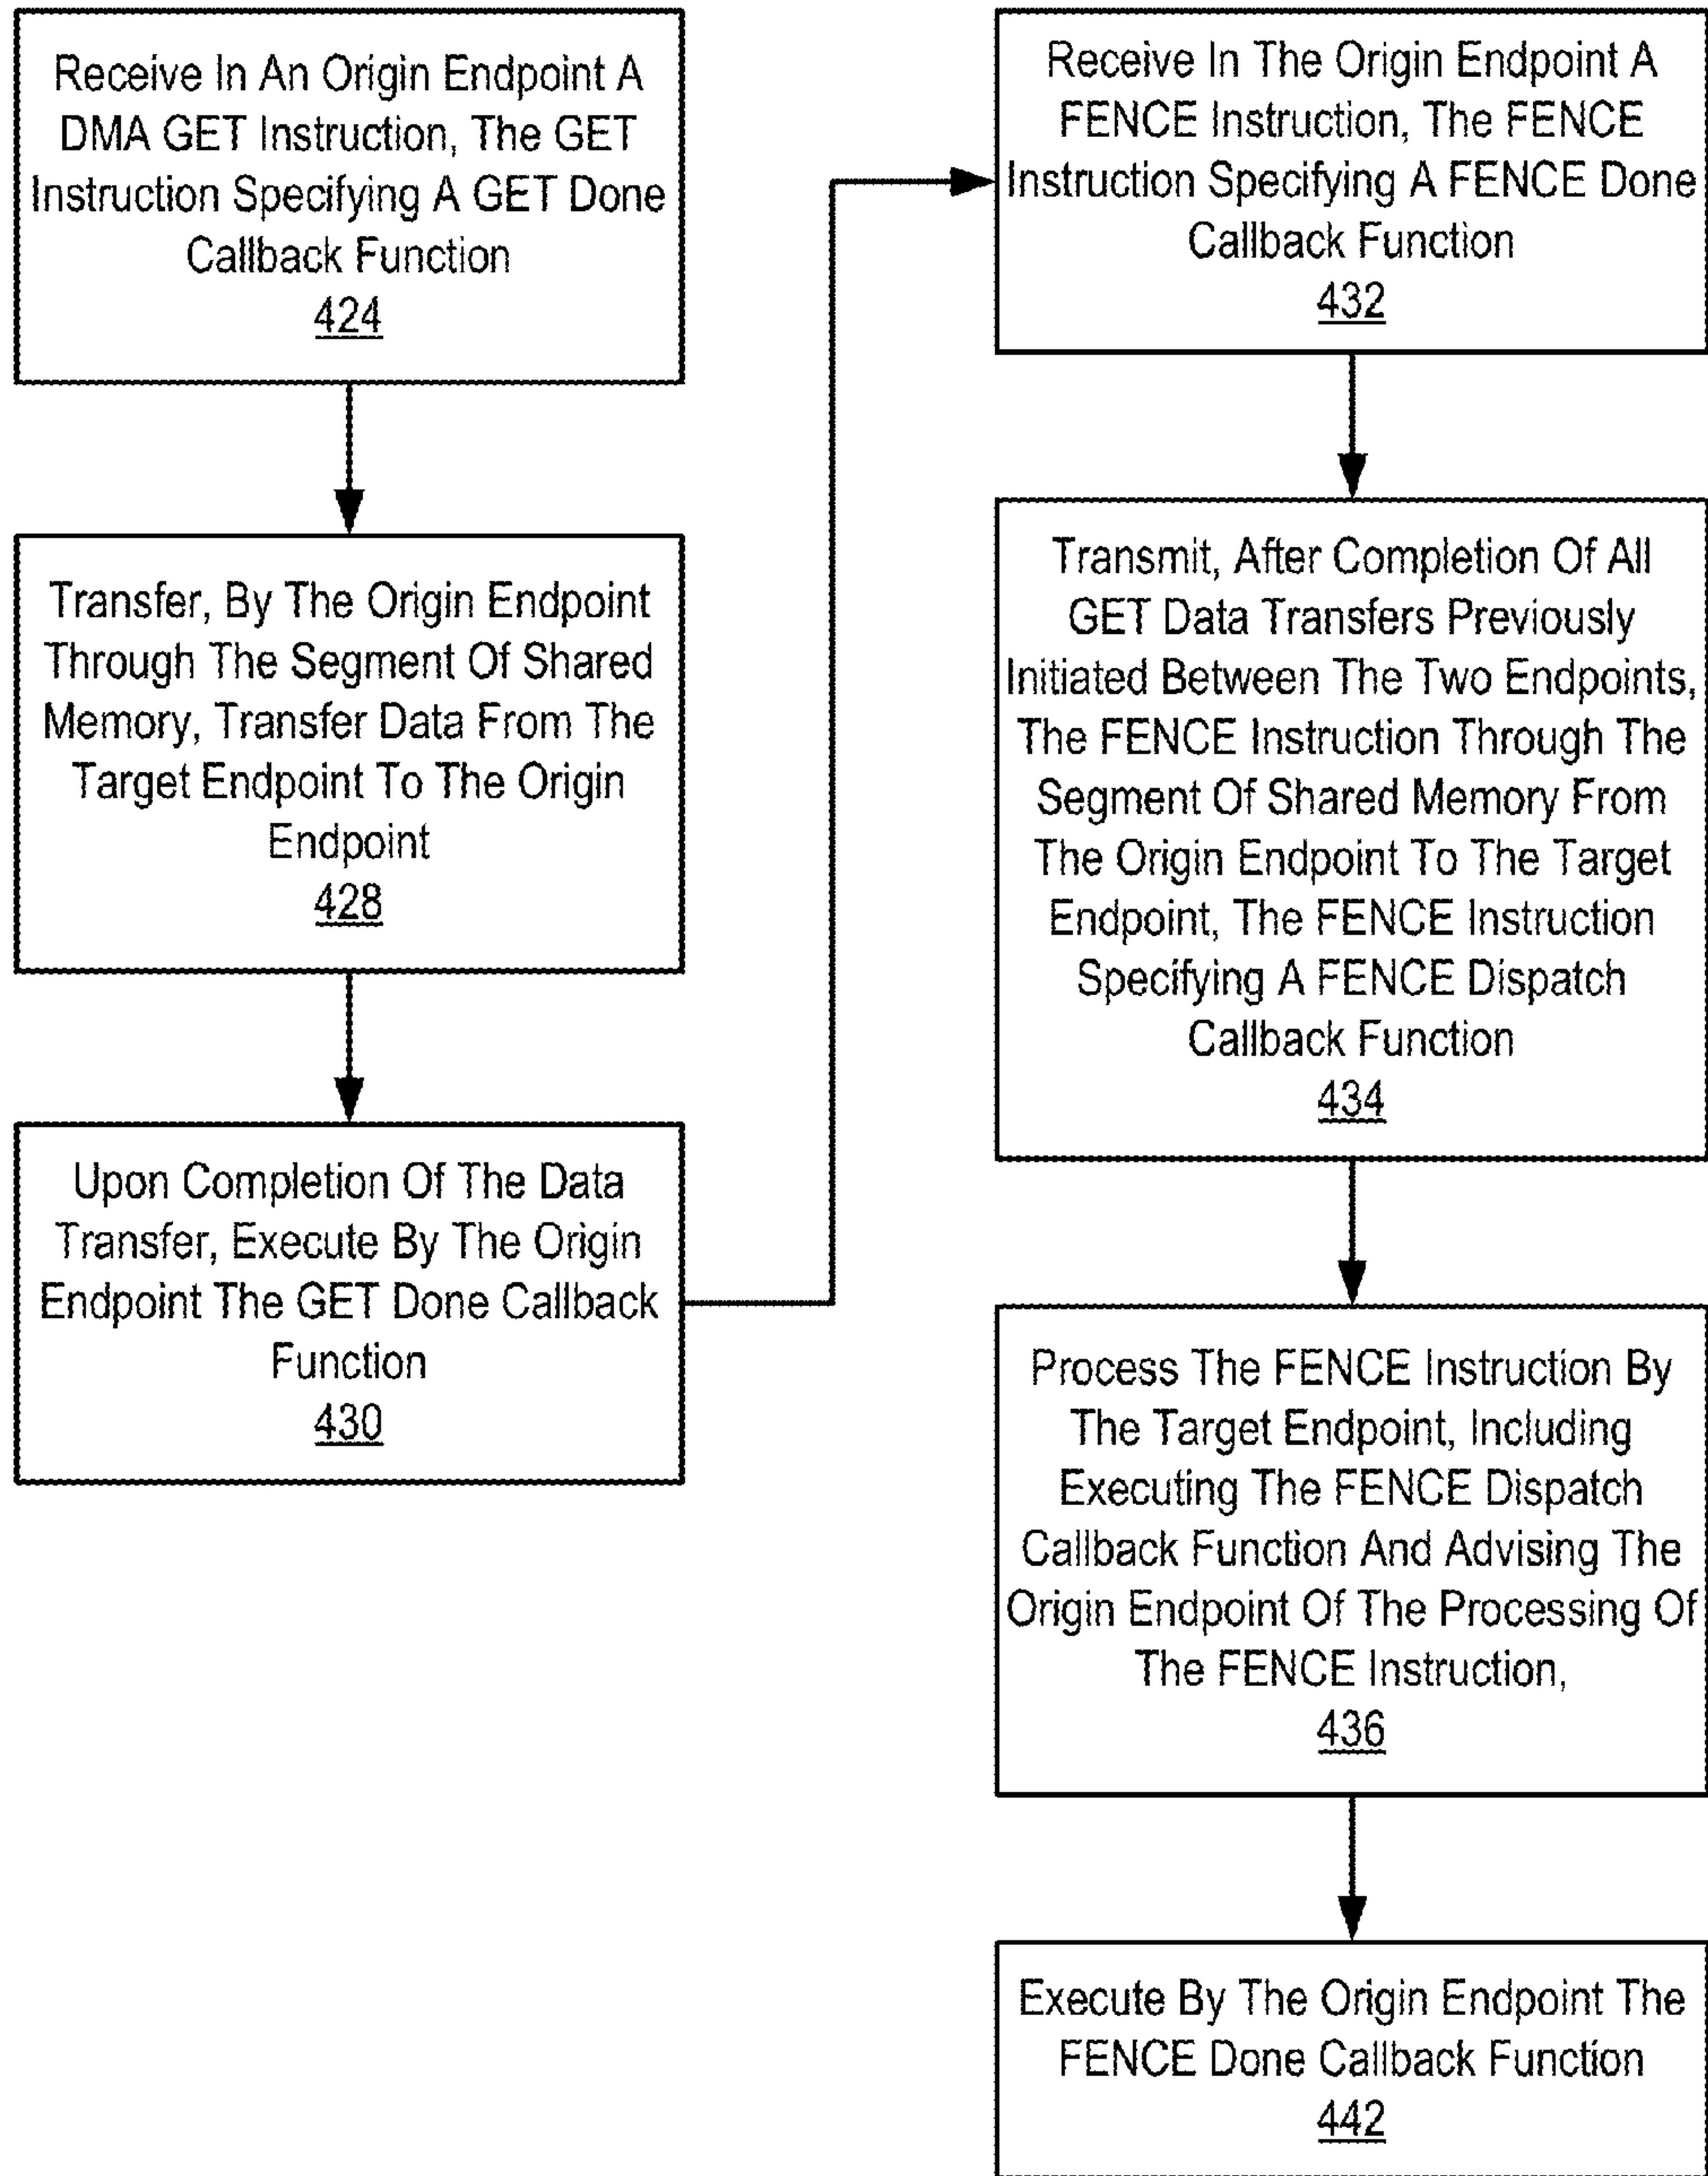 Receive In An Origin Endpoint A
DMA GET Instruction, The GET
Instruction Specifying A GET Done
Callback Function
424
Transfer, By The Origin Endpoint
Through The Segment Of Shared
Memory, Transfer Data From The
Target Endpoint To The Origin
Endpoint
428
Upon Completion Of The Data
Transfer, Execute By The Origin
Endpoint The GET Done Callback
Function
430
Receive In The Origin Endpoint A
FENCE Instruction, The FENCE
Instruction Specifying A FENCE Done
Callback Function
432
Transmit, After Completion Of All
GET Data Transfers Previously
Initiated Between The Two Endpoints,
The FENCE Instruction Through The
Segment Of Shared Memory From
The Origin Endpoint To The Target
Endpoint, The FENCE Instruction
Specifying A FENCE Dispatch
Callback Function
434
Process The FENCE Instruction By
The Target Endpoint, Including
Executing The FENCE Dispatch
Callback Function And Advising The
Origin Endpoint Of The Processing Of
The FENCE Instruction,
436
Execute By The Origin Endpoint The
FENCE Done Callback Function
442